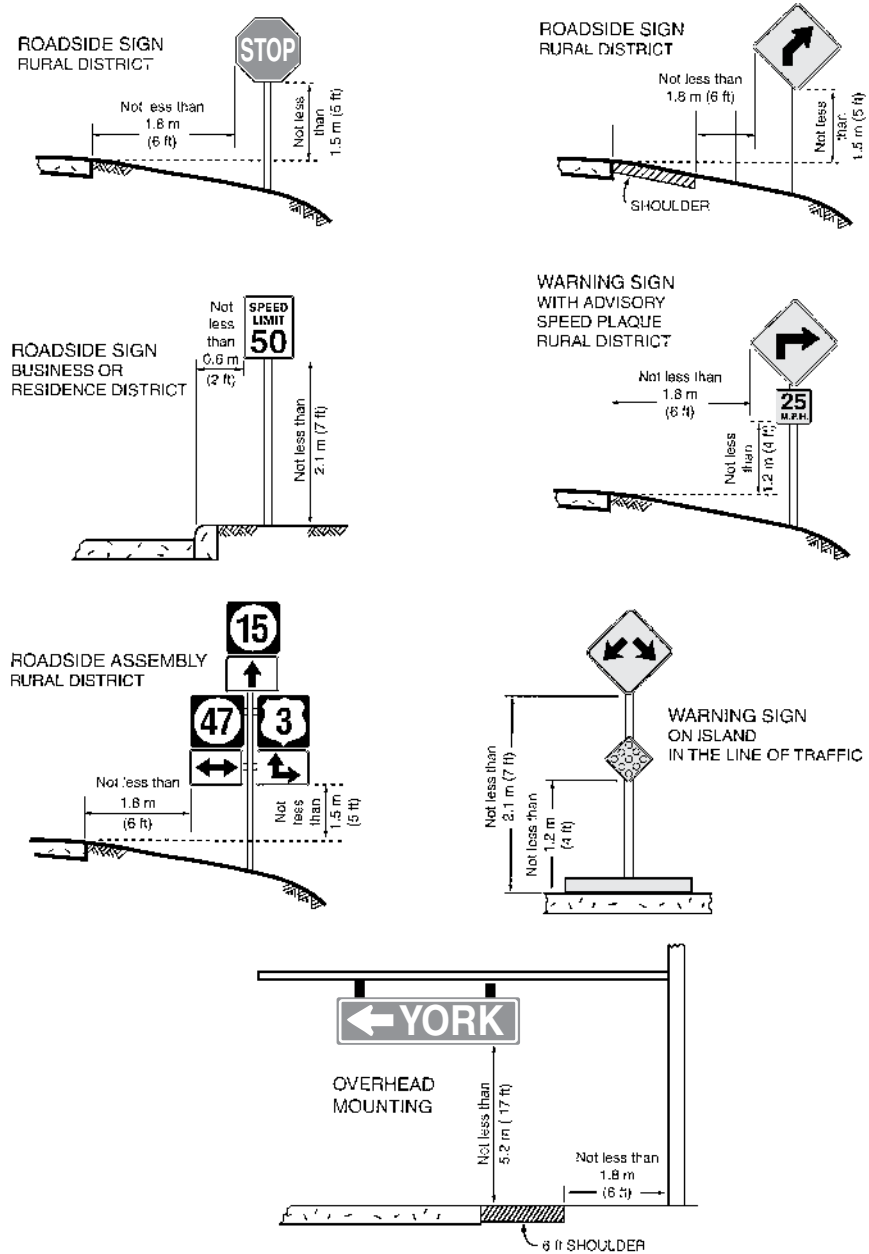 ROADSIDE SIGN
RURAL DISTRICT
STOP
Not less than
1.8 m
(6 ft)
Not less
than
1.5 m (5 ft)
ROADSIDE SIGN
RURAL DISTRICT
Not less than
1.8 m (6 ft)
Not less
than
1.5 m (5 ft)
SHOULDER
ROADSIDE SIGN
BUSINESS OR
RESIDENCE DISTRICT
Not
less
than
0.6 m
(2 ft)
SPEED
LIMIT
50
Not less than
2.1 m (7 ft)
WARNING SIGN
WITH ADVISORY
SPEED PLAQUE
RURAL DISTRICT
Not less than
1.8 m
(6 ft)
25
M.P.H.
Not less
than
1.2 m (4 ft)
ROADSIDE ASSEMBLY
RURAL DISTRICT
15
47
3
Not less than
1.8 m
(6 ft)
Not
less
than
1.5 m
(5 ft)
WARNING SIGN
ON ISLAND
IN THE LINE OF TRAFFIC
Not less than
2.1 m (7 ft)
Not less than
1.2 m
(4 ft)
YORK
OVERHEAD
MOUNTING
Not less than
5.2 m ( 17 ft)
Not less than
1.8 m
(6 ft)
6 ft SHOULDER